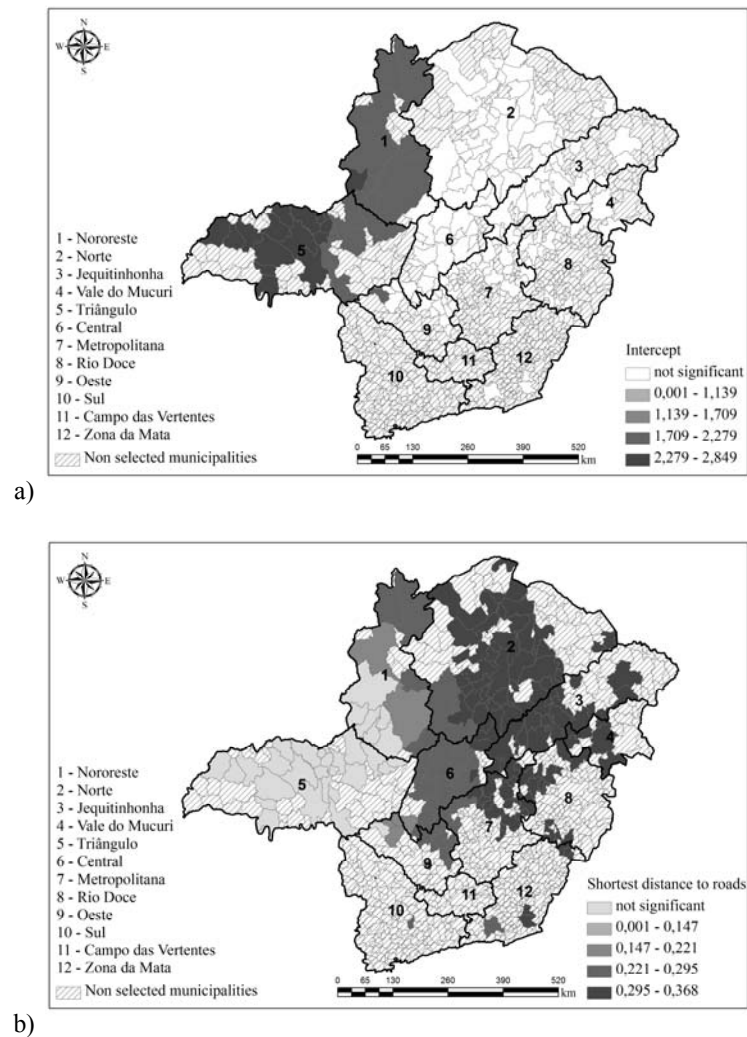 N
W E
S
1
2
3
4
5
6
7
8
9
10
11
12
1 - Nororeste
2 - Norte
3 - Jequitinhonha
4 - Vale do Mucuri
5 - Triângulo
6 - Central
7 - Metropolitana
8 - Rio Doce
9 - Oeste
10 - Sul
11 - Campo das Vertentes
12 - Zona da Mata
Non selected municipalities
Intercept
not significant
0,001 - 1,139
1,139 - 1,709
1,709 - 2,279
2,279 - 2,849
0 65 130 260 390 520
km
a)
N
W E
S
1
2
3
4
5
6
7
8
9
10
11
12
1 - Nororeste
2 - Norte
3 - Jequitinhonha
4 - Vale do Mucuri
5 - Triângulo
6 - Central
7 - Metropolitana
8 - Rio Doce
9 - Oeste
10 - Sul
11 - Campo das Vertentes
12 - Zona da Mata
Non selected municipalities
Shortest distance to roads
not significant
0,001 - 0,147
0,147 - 0,221
0,221 - 0,295
0,295 - 0,368
0 65 130 260 390 520
km
b)